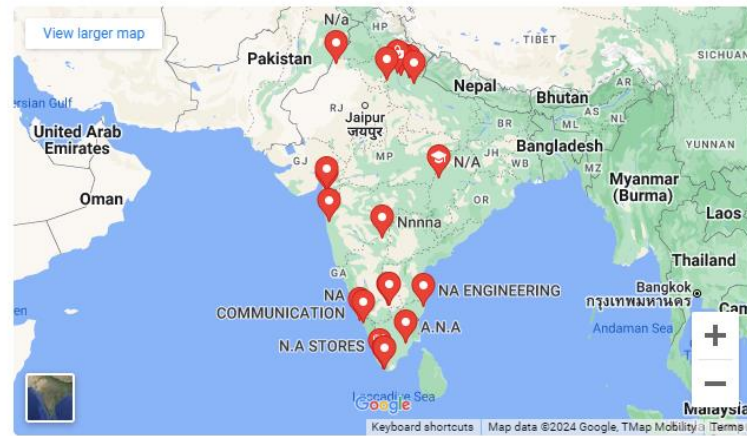 View larger map
N/a
HP
TIBET
SICHUAN
Pakistan
Nepal
Bhutan
AR
RJ
Jaipur
जयपुर
AS
NL
BR
ML
United Arab
Emirates
GJ
MP
N/A
JH
WB
Bangladesh
MZ
YUNNAN
Oman
OR
Myanmar
(Burma)
Laos
Nnnna
Thailand
GA
NA ENGINEERING
Bangkok
กรุงเทพมหานคร
NA
COMMUNICATION
A.N.A
Andaman Sea
N.A STORES
Laccadive Sea
Google
Malaysia
Keyboard shortcuts
Map data ©2024 Google, TMap Mobility
Terms